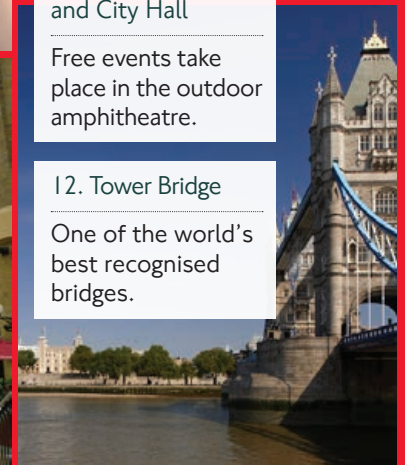 and City Hall
Free events take
place in the outdoor
amphitheatre.
12. Tower Bridge
One of the world's
best recognised
bridges.